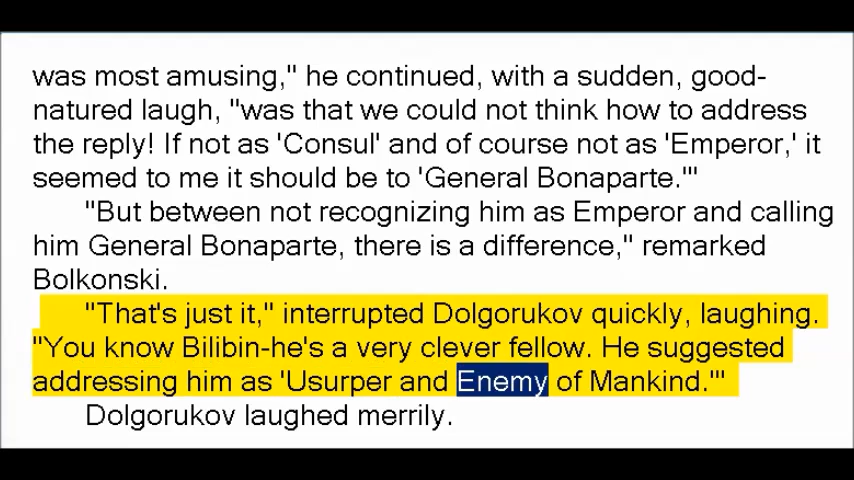 was most amusing," he continued, with a sudden, good-
natured laugh, "was that we could not think how to address
the reply! If not as 'Consul' and of course not as 'Emperor,' it
seemed to me it should be to 'General Bonaparte.'"
"But between not recognizing him as Emperor and calling
him General Bonaparte, there is a difference," remarked
Bolkonski.
"That's just it," interrupted Dolgorukov quickly, laughing.
"You know Bilibin-he's a very clever fellow. He suggested
addressing him as 'Usurper and Enemy of Mankind.'"
Dolgorukov laughed merrily.